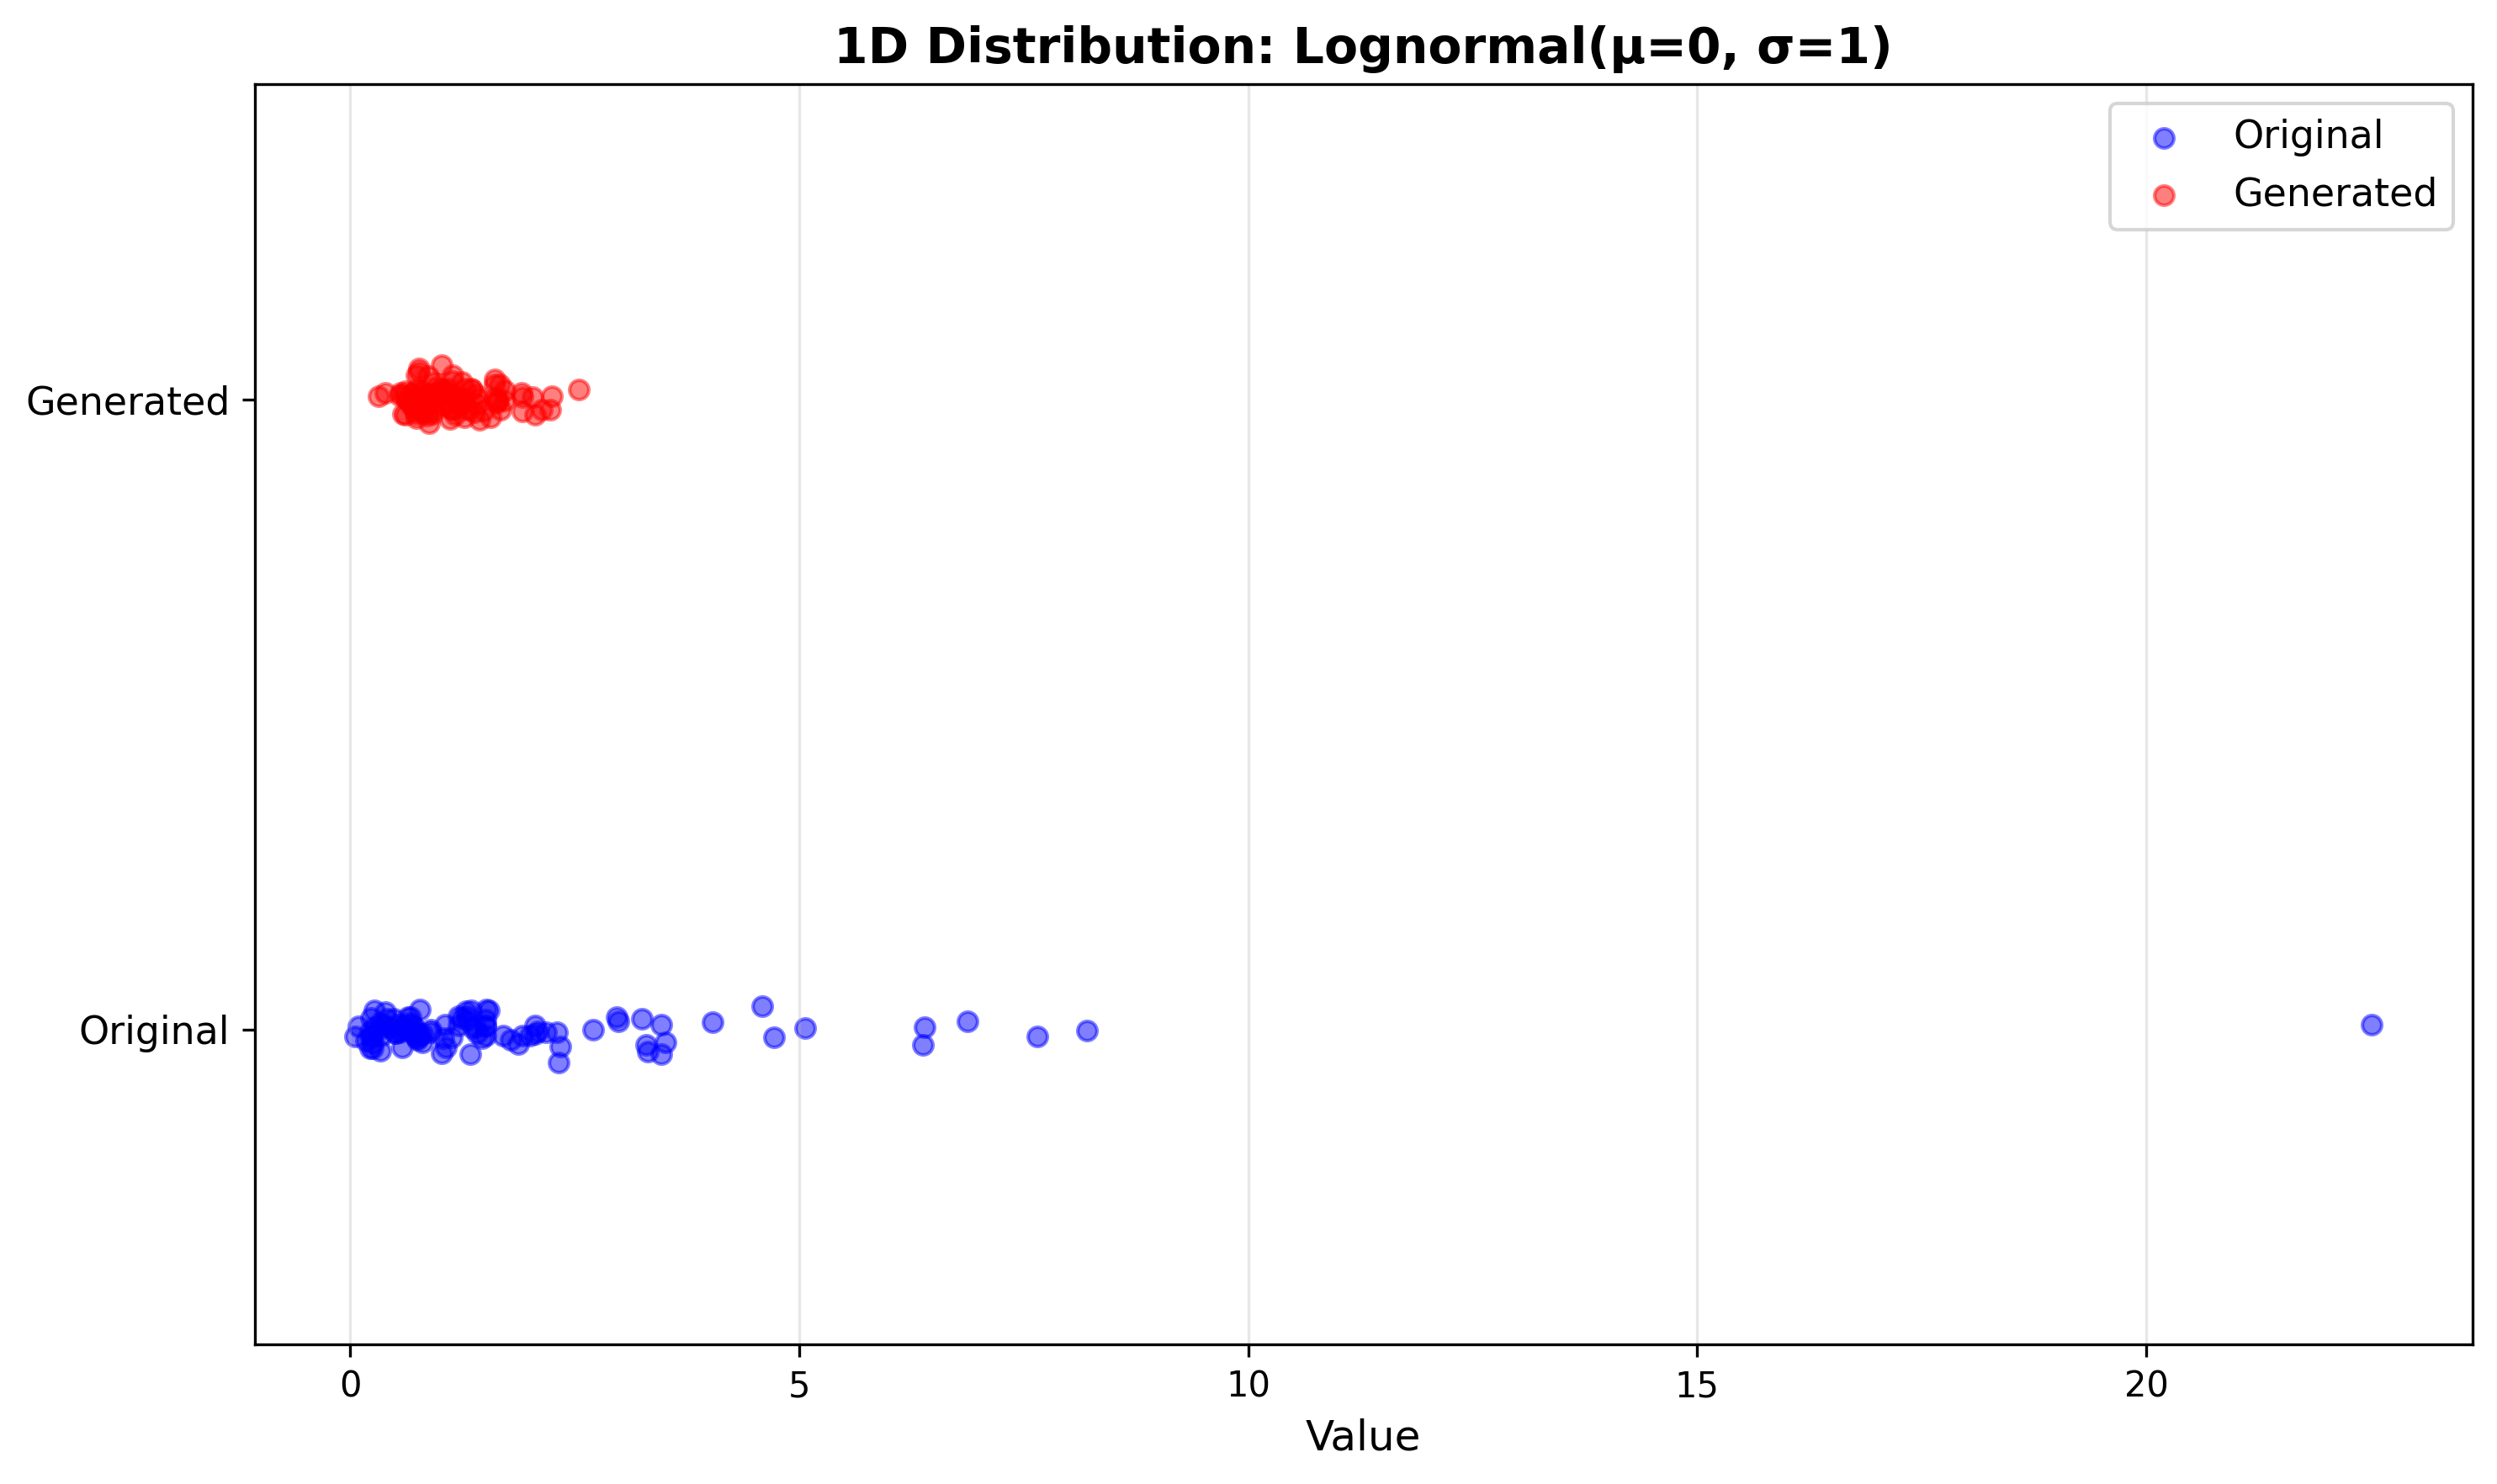 1D Distribution: Lognormal(μ=0, σ=1)
Original
Generated
Generated
Original
0 5 10 15 20
Value